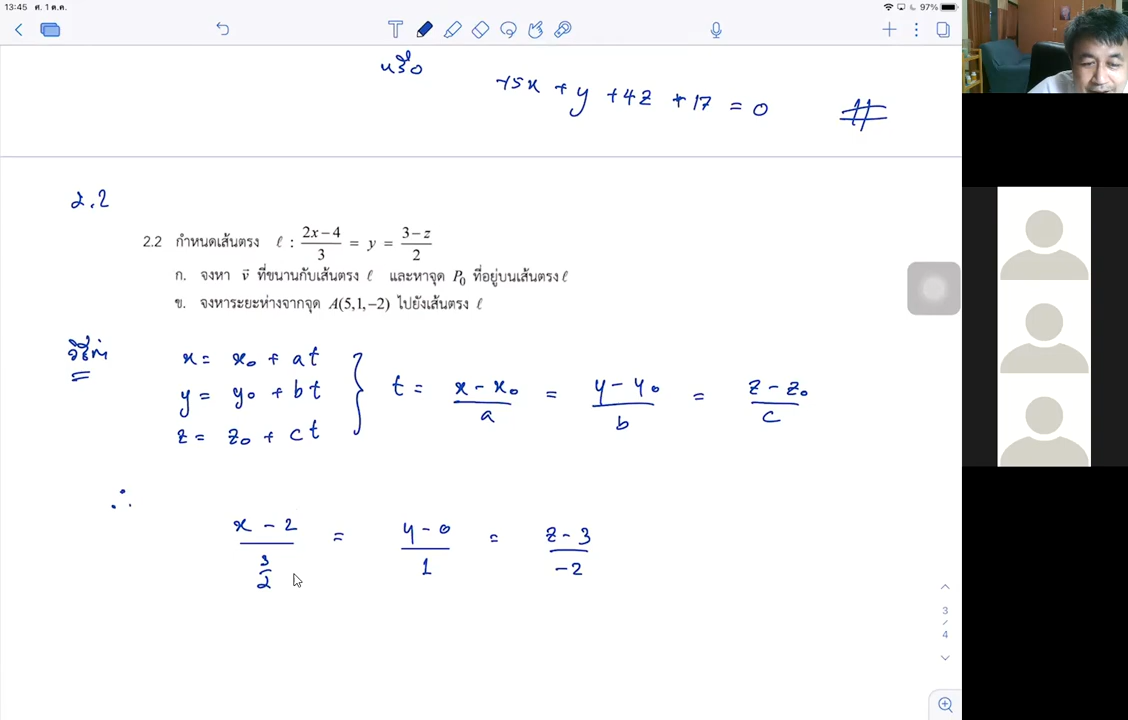 13:45 ศ. 1 ต.ค.
97%
หรือ
-15x + y + 4z + 17 = 0 #
2.2
2.2 กำหนดเส้นตรง ℓ : (2x-4)/3 = y = (3-z)/2
ก. จงหา v⃗ ที่ขนานกับเส้นตรง ℓ และหาจุด P₀ ที่อยู่บนเส้นตรง ℓ
ข. จงหาระยะห่างจากจุด A(5,1,-2) ไปยังเส้นตรง ℓ
วิธีทำ
x = x₀ + at
y = y₀ + bt
z = z₀ + ct
} t = (x - x₀)/a = (y - y₀)/b = (z - z₀)/c
∴
(x - 2)/(3/2) = (y - 0)/1 = (z - 3)/-2
3
/
4